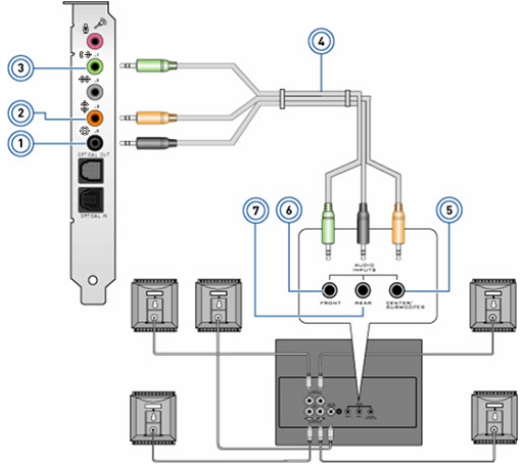 3
2
1
OPTICAL OUT
OPTICAL IN
4
7
6
5
AUDIO
INPUTS
FRONT
REAR
CENTER/
SUBWOOFER